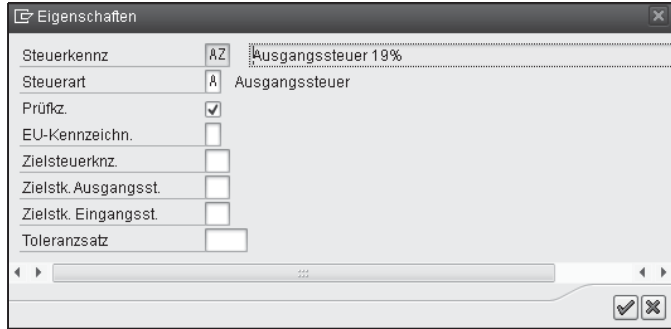 Eigenschaften
Steuerkennz AZ Ausgangssteuer 19%
Steuerart A Ausgangssteuer
Prüfkz.
EU-Kennzeichn.
Zielsteuerknz.
Zielstk. Ausgangsst.
Zielstk. Eingangsst.
Toleranzsatz